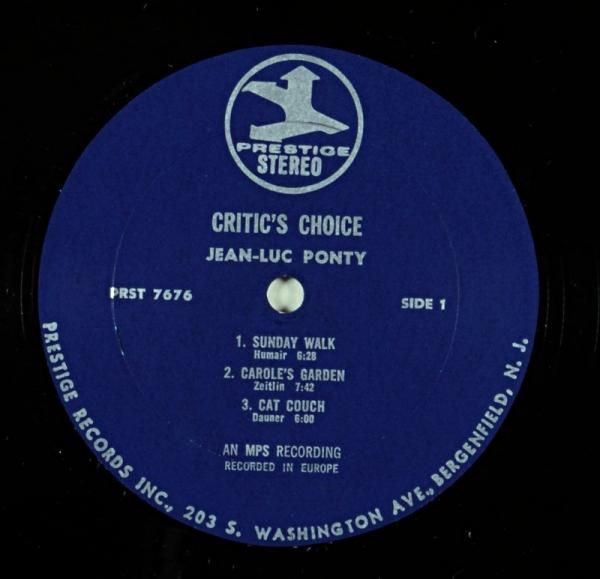 PRESTIGE
STEREO
CRITIC'S CHOICE
JEAN-LUC PONTY
PRST 7676
SIDE 1
1. SUNDAY WALK
Humair 6:28
2. CAROLE'S GARDEN
Zeitlin 7:42
3. CAT COUCH
Dauner 6:00
AN MPS RECORDING
RECORDED IN EUROPE
PRESTIGE RECORDS INC., 203 S. WASHINGTON AVE., BERGENFIELD, N. J.